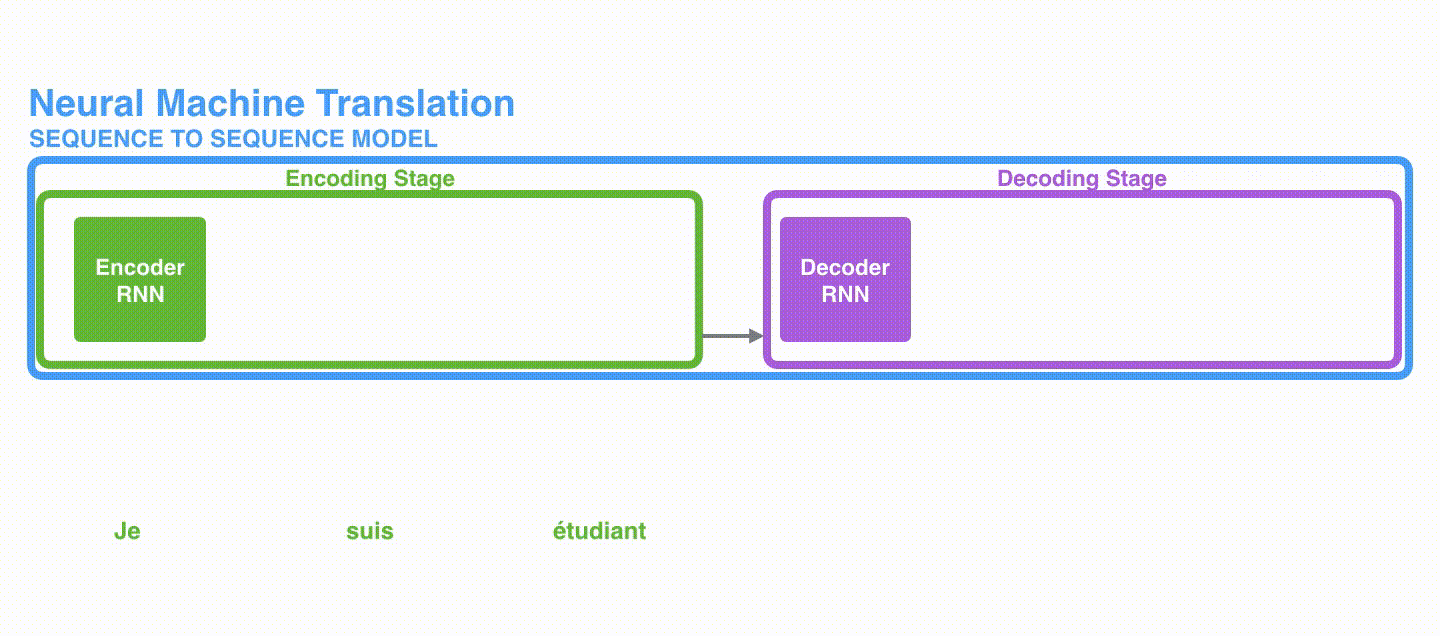 Neural Machine Translation
SEQUENCE TO SEQUENCE MODEL
Encoding Stage
Decoding Stage
Encoder
RNN
Decoder
RNN
Je suis étudiant